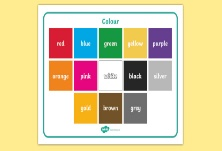 Colour
red blue green yellow purple
orange pink white black silver
gold brown grey